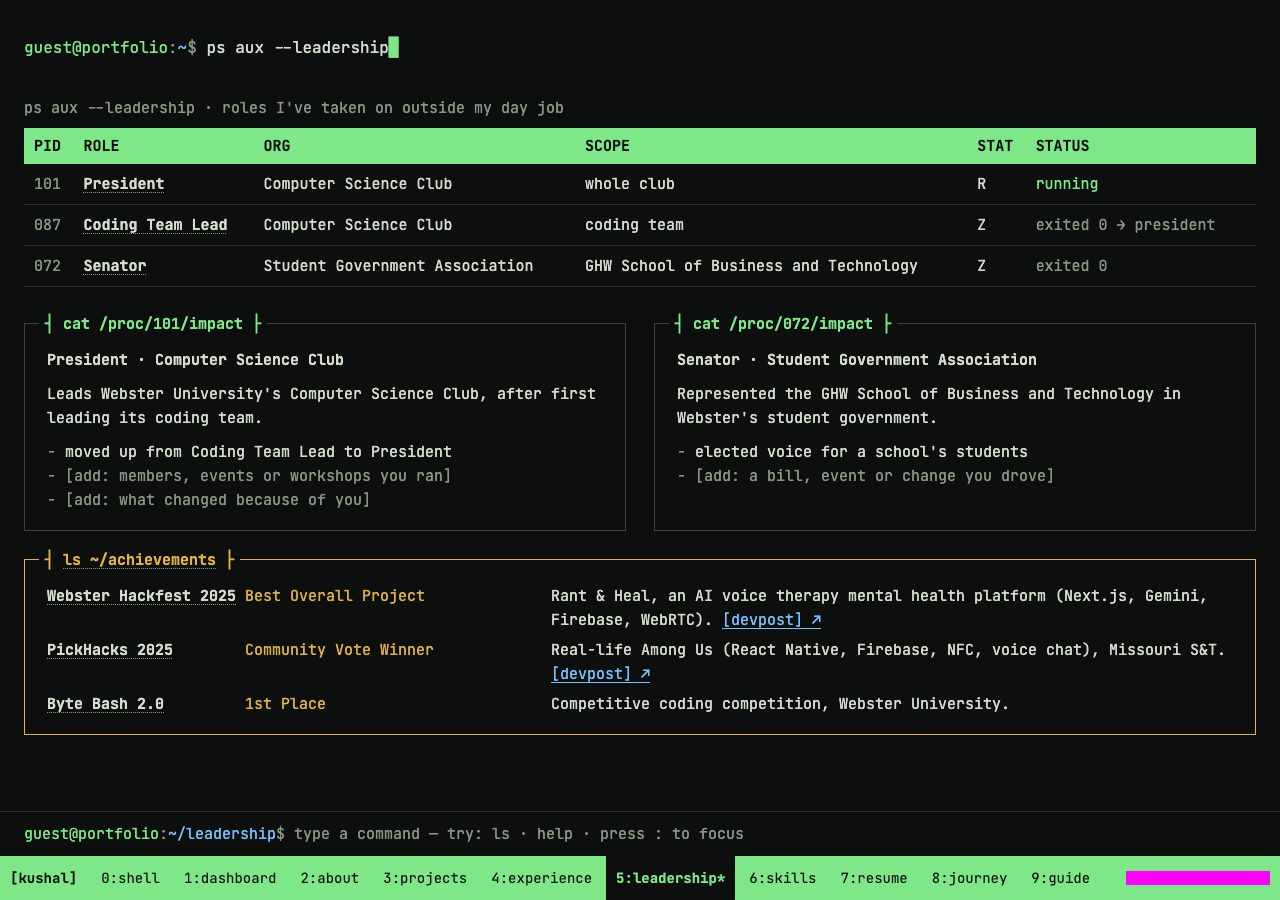 guest@portfolio:~$ ps aux --leadership
ps aux --leadership · roles I've taken on outside my day job
PID ROLE ORG SCOPE STAT STATUS
101 President Computer Science Club whole club R running
087 Coding Team Lead Computer Science Club coding team Z exited 0 → president
072 Senator Student Government Association GHW School of Business and Technology Z exited 0
┤ cat /proc/101/impact ├
President · Computer Science Club
Leads Webster University's Computer Science Club, after first
leading its coding team.
- moved up from Coding Team Lead to President
- [add: members, events or workshops you ran]
- [add: what changed because of you]
┤ cat /proc/072/impact ├
Senator · Student Government Association
Represented the GHW School of Business and Technology in
Webster's student government.
- elected voice for a school's students
- [add: a bill, event or change you drove]
┤ ls ~/achievements ├
Webster Hackfest 2025 Best Overall Project Rant & Heal, an AI voice therapy mental health platform (Next.js, Gemini,
Firebase, WebRTC). [devpost] ↗
PickHacks 2025 Community Vote Winner Real-life Among Us (React Native, Firebase, NFC, voice chat), Missouri S&T.
[devpost] ↗
Byte Bash 2.0 1st Place Competitive coding competition, Webster University.
guest@portfolio:~/leadership$ type a command — try: ls · help · press : to focus
[kushal] 0:shell 1:dashboard 2:about 3:projects 4:experience 5:leadership* 6:skills 7:resume 8:journey 9:guide